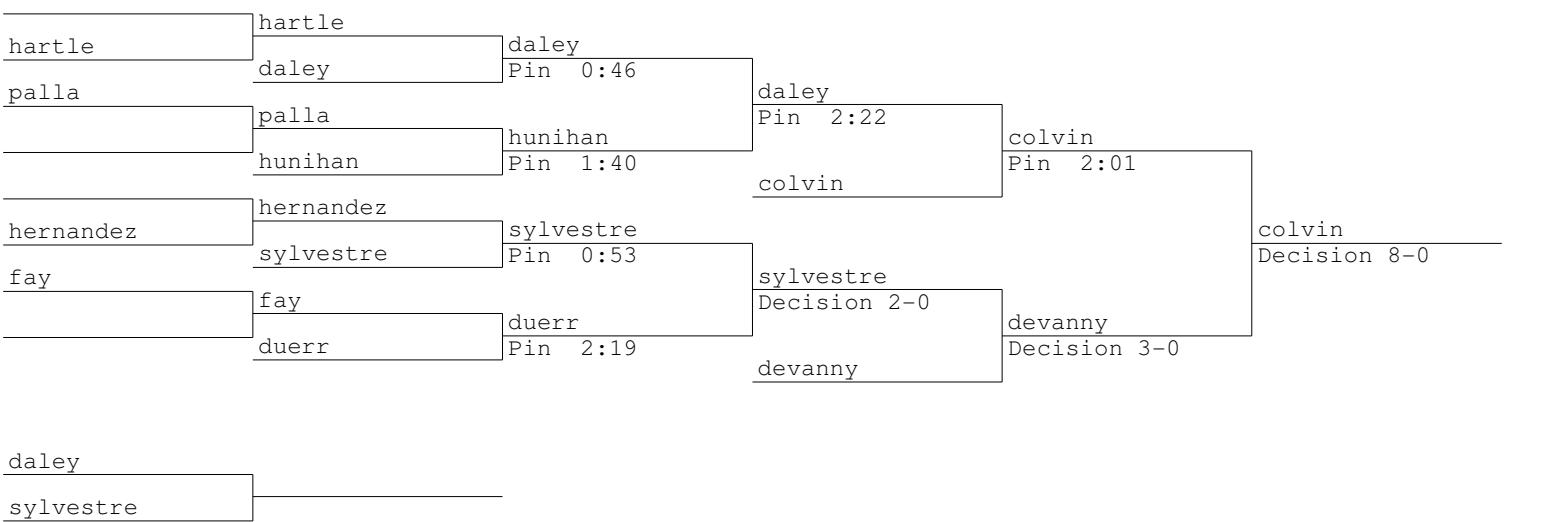 hartle
hartle
daley
palla
daley
Pin 0:46
palla
hunihan
hunihan
Pin 1:40
daley
Pin 2:22
colvin
colvin
Pin 2:01
hernandez
hernandez
sylvestre
fay
sylvestre
Pin 0:53
fay
duerr
duerr
Pin 2:19
sylvestre
Decision 2-0
devanny
devanny
Decision 3-0
colvin
Decision 8-0
daley
sylvestre